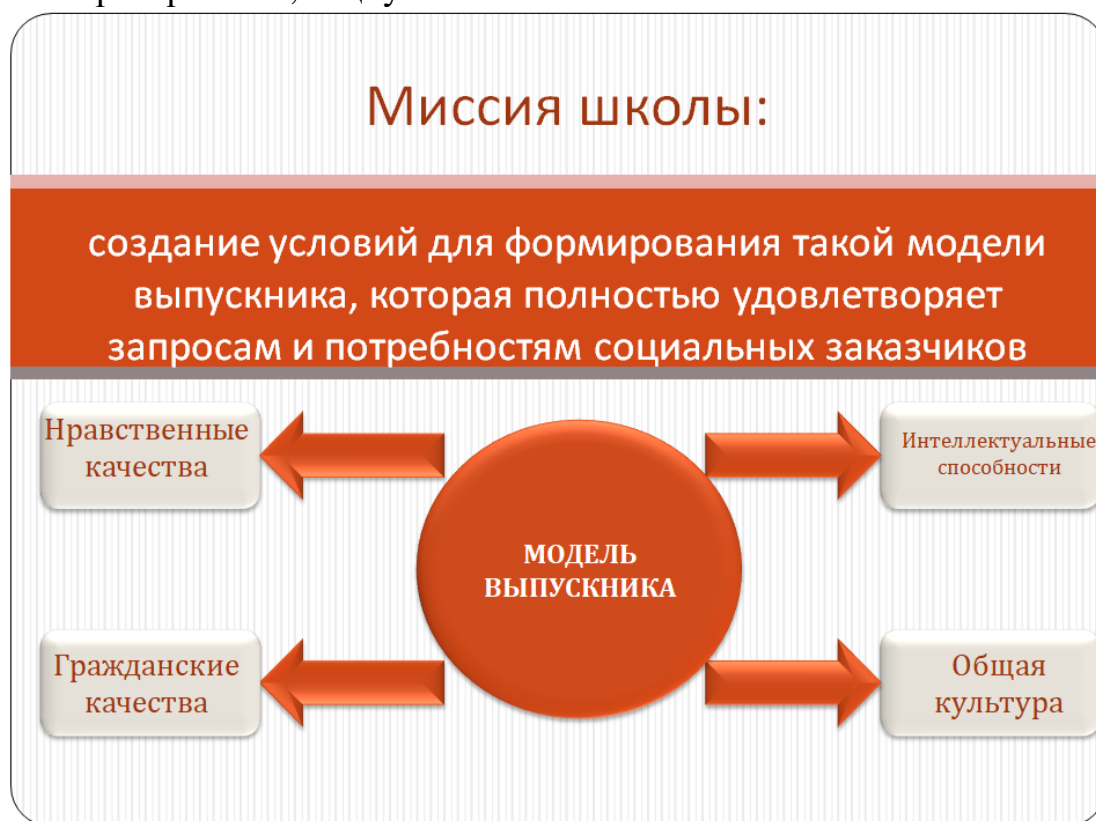 Миссия школы:
создание условий для формирования такой модели
выпускника, которая полностью удовлетворяет
запросам и потребностям социальных заказчиков
Нравственные
качества
Интеллектуальные
способности
МОДЕЛЬ
ВЫПУСКНИКА
Гражданские
качества
Общая
культура